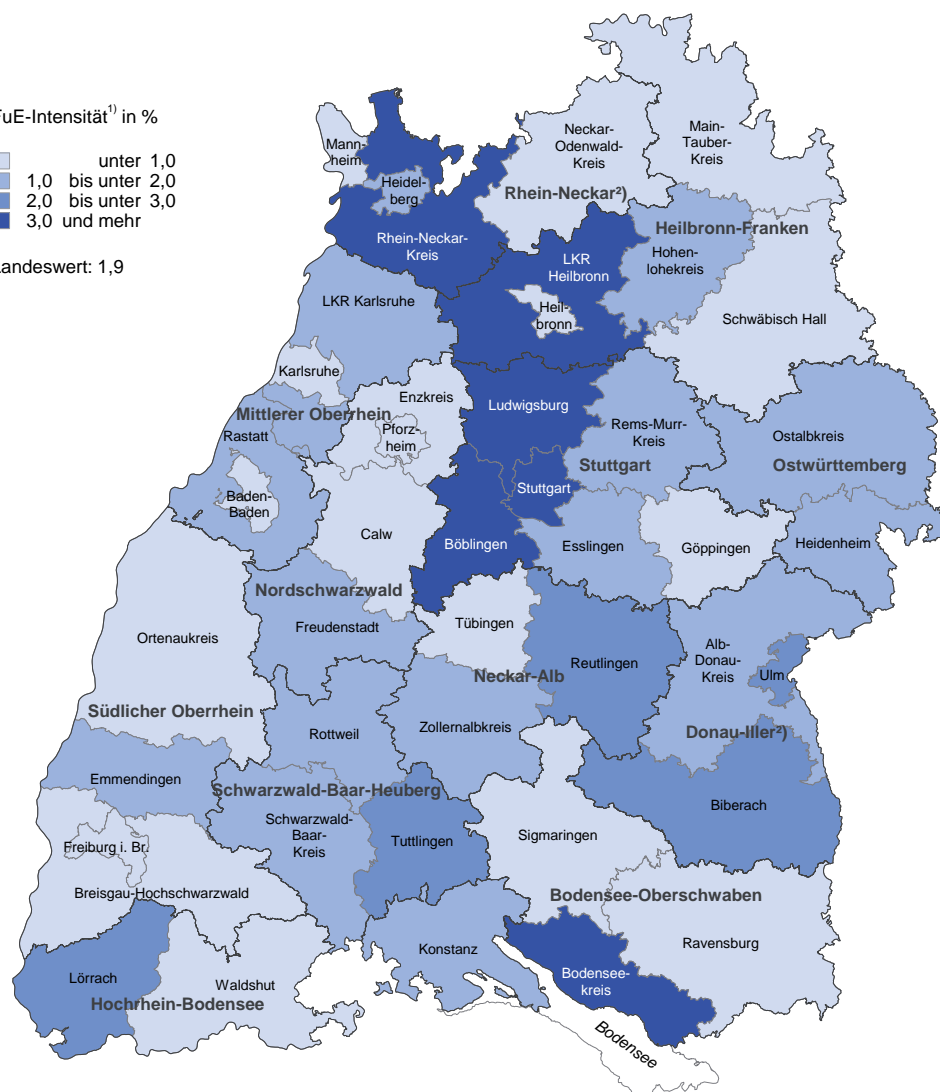 FuE-Intensität¹⁾ in %
unter 1,0
1,0 bis unter 2,0
2,0 bis unter 3,0
3,0 und mehr
Landeswert: 1,9
Mann-
heim
Heidel-
berg
Rhein-Neckar-
Kreis
Neckar-
Odenwald-
Kreis
Main-
Tauber-
Kreis
Rhein-Neckar²)
Heilbronn-Franken
LKR
Heilbronn
Hohen-
lohekreis
Heil-
bronn
Schwäbisch Hall
LKR Karlsruhe
Karlsruhe
Enzkreis
Ludwigsburg
Mittlerer Oberrhein
Rastatt
Pforz-
heim
Rems-Murr-
Kreis
Ostalbkreis
Stuttgart
Ostwürttemberg
Baden-
Baden
Stuttgart
Calw
Böblingen
Esslingen
Göppingen
Heidenheim
Nordschwarzwald
Freudenstadt
Tübingen
Ortenaukreis
Reutlingen
Alb-
Donau-
Kreis
Ulm
Neckar-Alb
Südlicher Oberrhein
Rottweil
Zollernalbkreis
Donau-Iller²)
Emmendingen
Schwarzwald-Baar-Heuberg
Biberach
Schwarzwald-
Baar-
Kreis
Tuttlingen
Sigmaringen
Freiburg i. Br.
Breisgau-Hochschwarzwald
Bodensee-Oberschwaben
Ravensburg
Konstanz
Lörrach
Waldshut
Bodensee-
kreis
Hochrhein-Bodensee
Bodensee